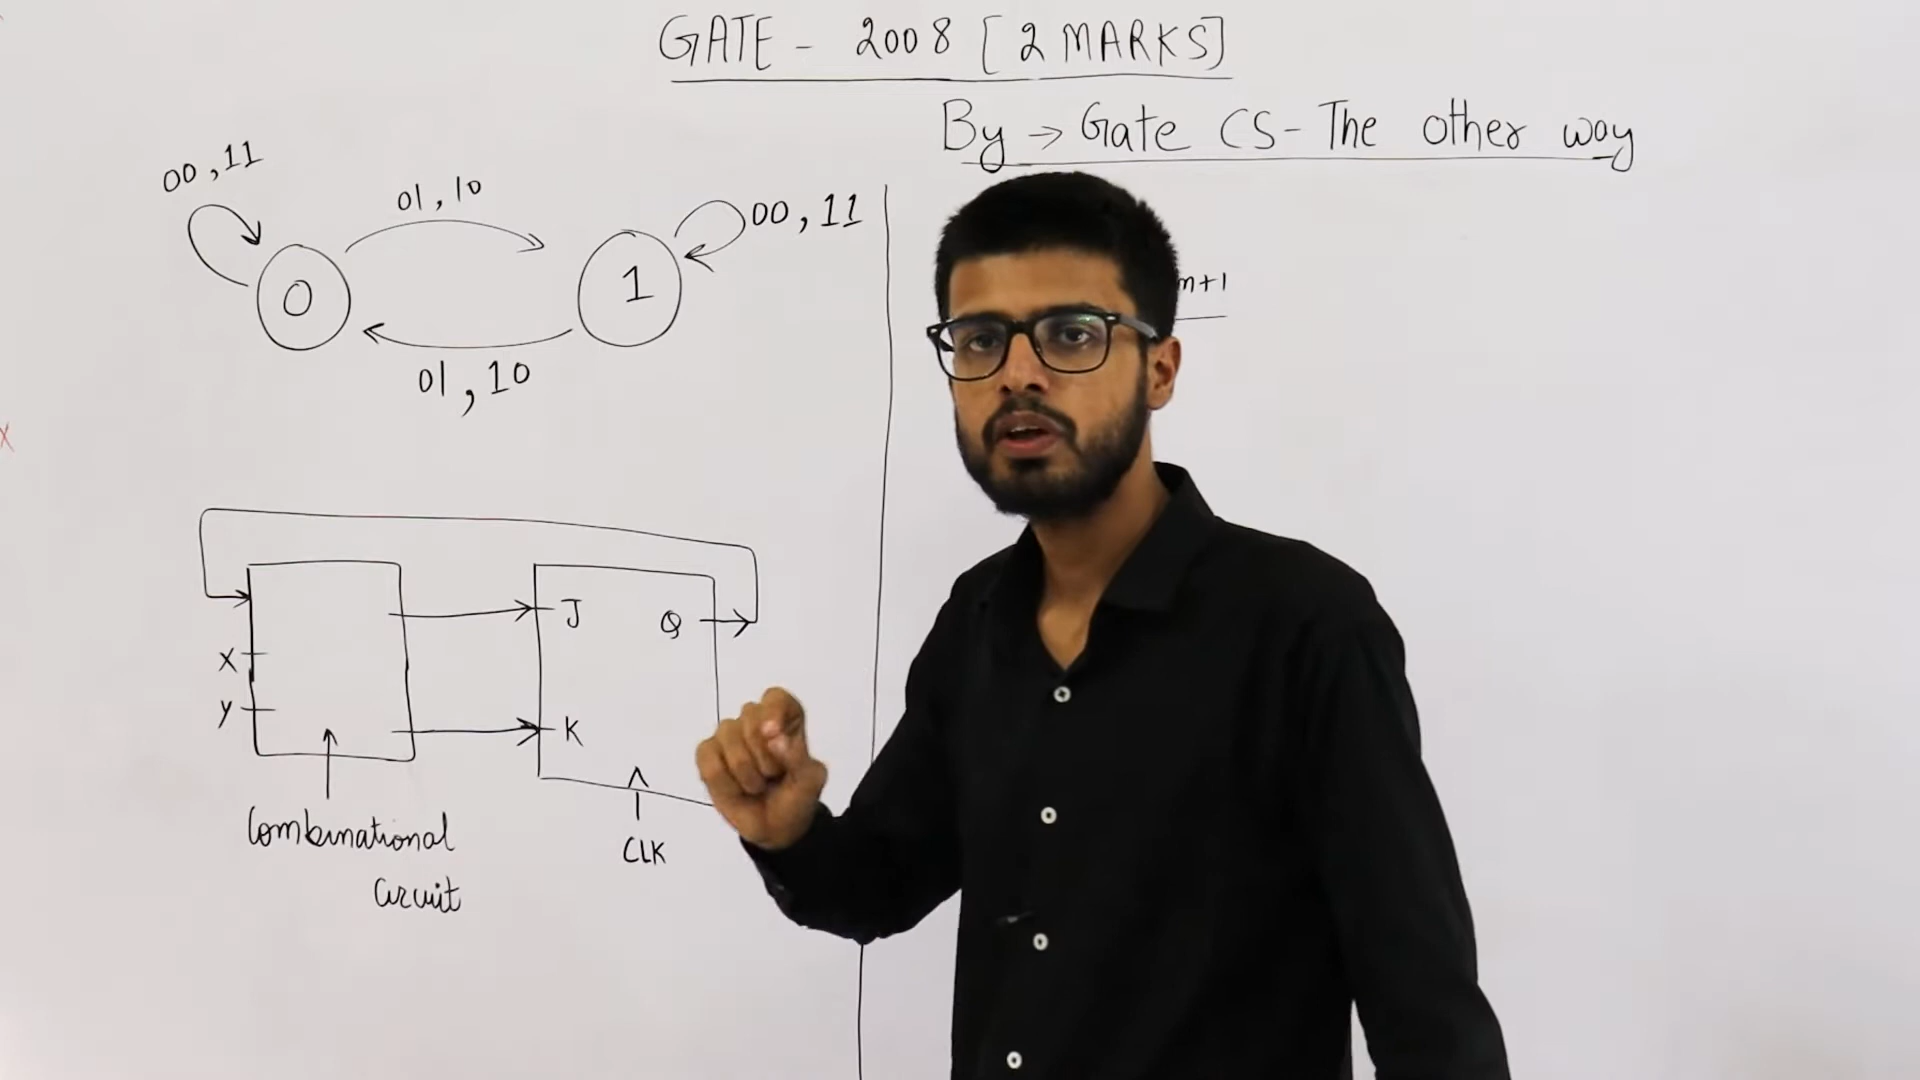 GATE - 2008 [2 MARKS]
By → Gate CS - The other way
00, 11
01, 10
00, 11
0
1
01, 10
n+1
J
Q
X
y
K
CLK
Combinational
Circuit